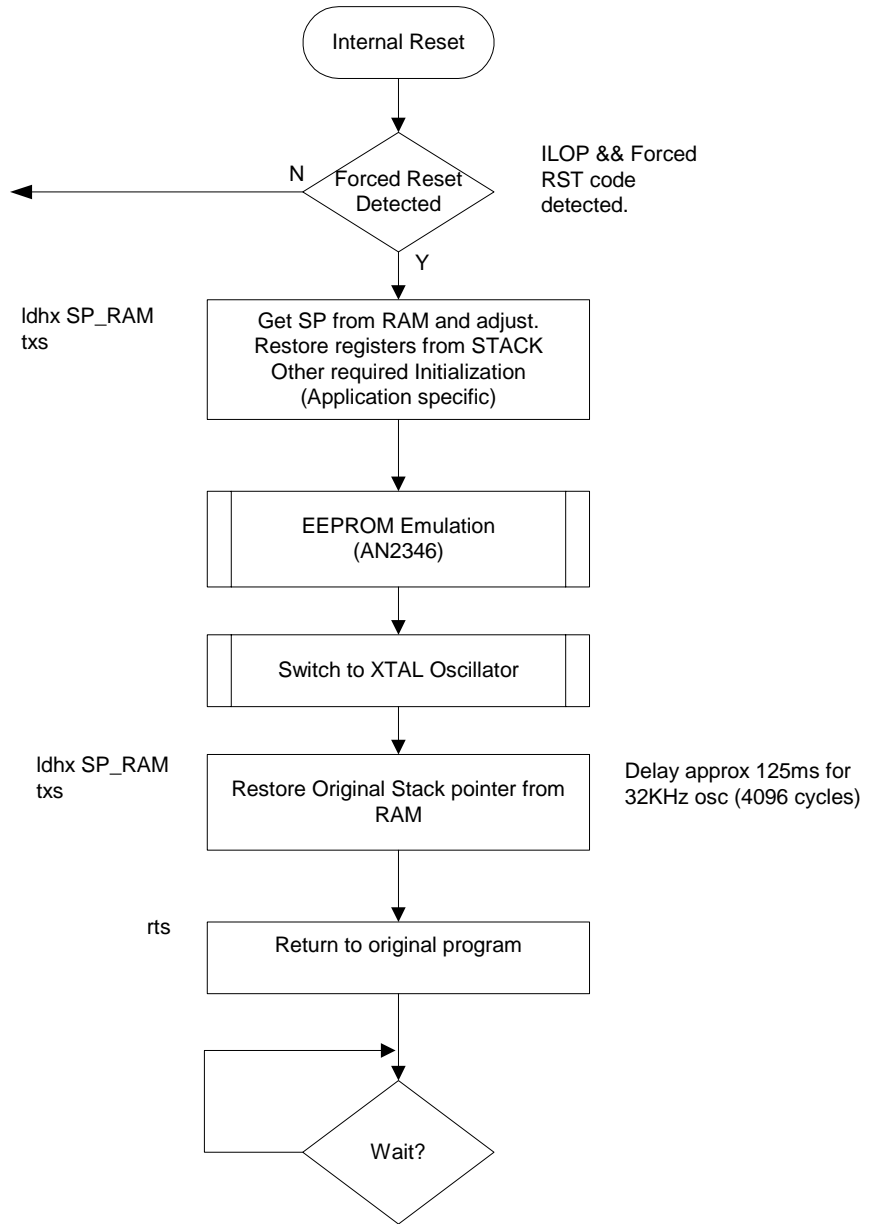 Internal Reset
N
Forced Reset
Detected
ILOP && Forced
RST code
detected.
Y
ldhx SP_RAM
txs
Get SP from RAM and adjust.
Restore registers from STACK
Other required Initialization
(Application specific)
EEPROM Emulation
(AN2346)
Switch to XTAL Oscillator
ldhx SP_RAM
txs
Restore Original Stack pointer from
RAM
Delay approx 125ms for
32KHz osc (4096 cycles)
rts
Return to original program
Wait?